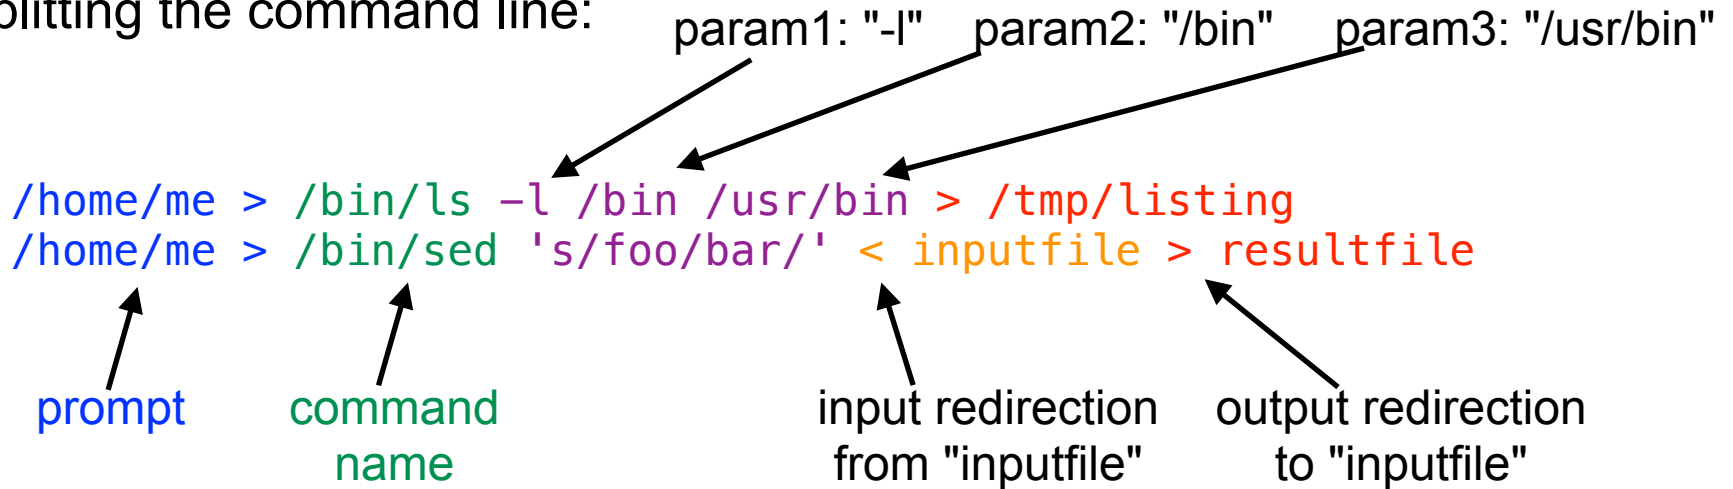 plitting the command line:
param1: "-l" param2: "/bin" param3: "/usr/bin"
/home/me > /bin/ls –l /bin /usr/bin > /tmp/listing
/home/me > /bin/sed 's/foo/bar/' < inputfile > resultfile
prompt
command
name
input redirection
from "inputfile"
output redirection
to "inputfile"